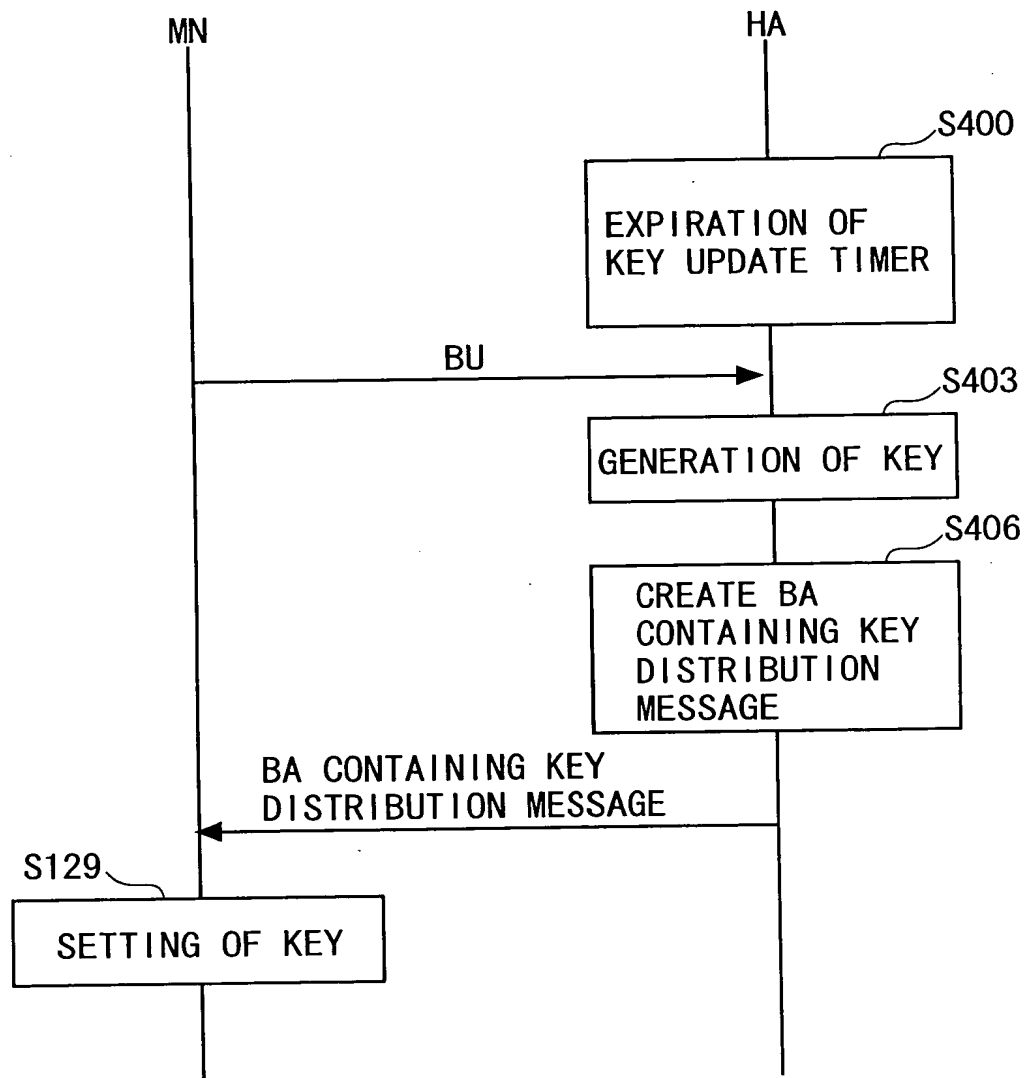 MN
HA
S400
EXPIRATION OF
KEY UPDATE TIMER
BU
S403
GENERATION OF KEY
S406
CREATE BA
CONTAINING KEY
DISTRIBUTION
MESSAGE
BA CONTAINING KEY
DISTRIBUTION MESSAGE
S129
SETTING OF KEY